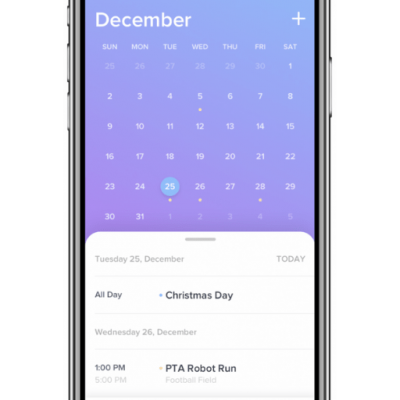 December +
SUN MON TUE WED THU FRI SAT
25 26 27 28 29 30 1
2 3 4 5 6 7 8
9 10 11 12 13 14 15
16 17 18 19 20 21 22
23 24 25 26 27 28 29
30 31 1 2 3 4 5
Tuesday 25, December TODAY
All Day Christmas Day
Wednesday 26, December
1:00 PM PTA Robot Run
5:00 PM Football Field